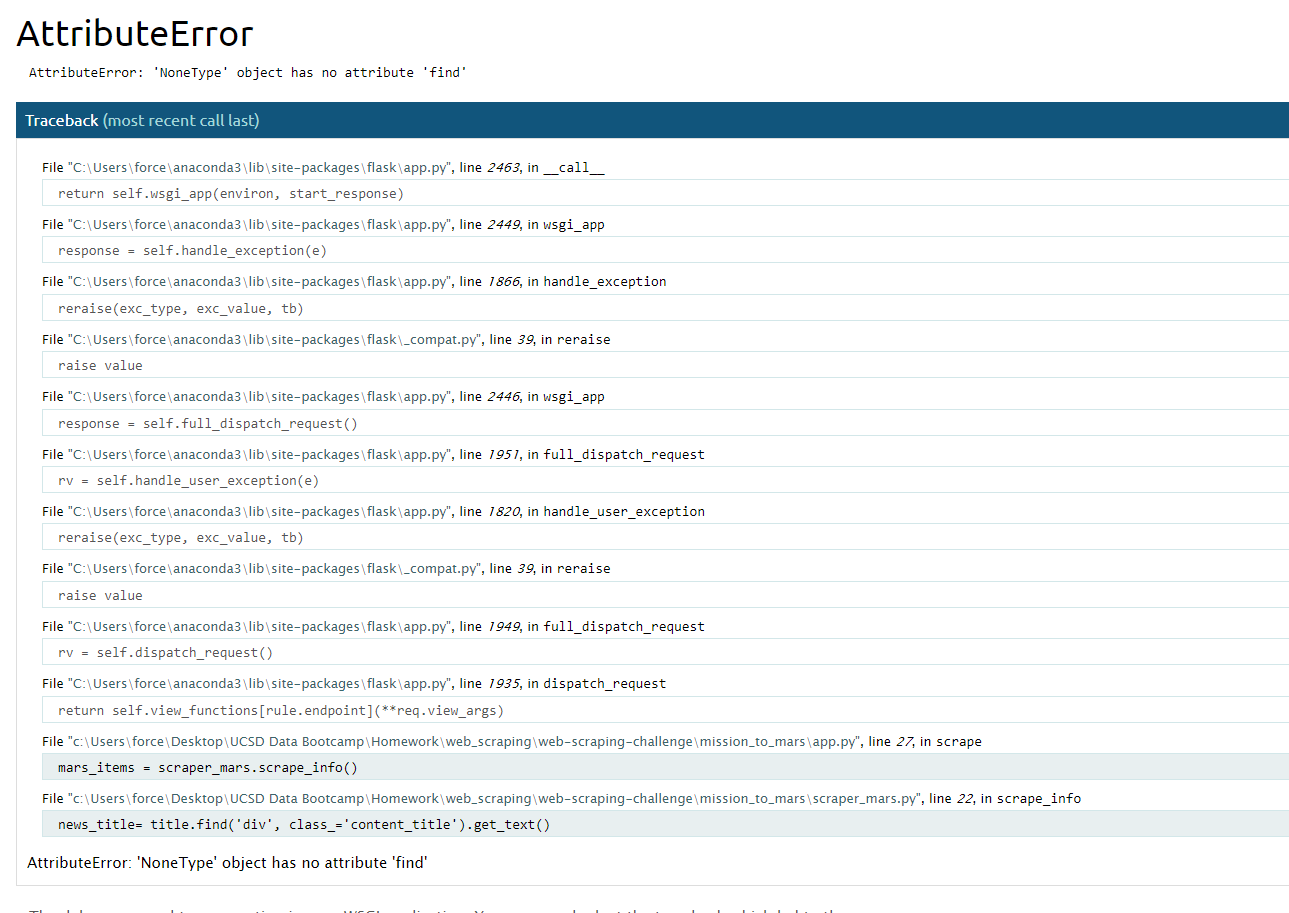 AttributeError
AttributeError: 'NoneType' object has no attribute 'find'
Traceback (most recent call last)
File "C:\Users\force\anaconda3\lib\site-packages\flask\app.py", line 2463, in __call__
return self.wsgi_app(environ, start_response)
File "C:\Users\force\anaconda3\lib\site-packages\flask\app.py", line 2449, in wsgi_app
response = self.handle_exception(e)
File "C:\Users\force\anaconda3\lib\site-packages\flask\app.py", line 1866, in handle_exception
reraise(exc_type, exc_value, tb)
File "C:\Users\force\anaconda3\lib\site-packages\flask\_compat.py", line 39, in reraise
raise value
File "C:\Users\force\anaconda3\lib\site-packages\flask\app.py", line 2446, in wsgi_app
response = self.full_dispatch_request()
File "C:\Users\force\anaconda3\lib\site-packages\flask\app.py", line 1951, in full_dispatch_request
rv = self.handle_user_exception(e)
File "C:\Users\force\anaconda3\lib\site-packages\flask\app.py", line 1820, in handle_user_exception
reraise(exc_type, exc_value, tb)
File "C:\Users\force\anaconda3\lib\site-packages\flask\_compat.py", line 39, in reraise
raise value
File "C:\Users\force\anaconda3\lib\site-packages\flask\app.py", line 1949, in full_dispatch_request
rv = self.dispatch_request()
File "C:\Users\force\anaconda3\lib\site-packages\flask\app.py", line 1935, in dispatch_request
return self.view_functions[rule.endpoint](**req.view_args)
File "c:\Users\force\Desktop\UCSD Data Bootcamp\Homework\web_scraping\web-scraping-challenge\mission_to_mars\app.py", line 27, in scrape
mars_items = scraper_mars.scrape_info()
File "c:\Users\force\Desktop\UCSD Data Bootcamp\Homework\web_scraping\web-scraping-challenge\mission_to_mars\scraper_mars.py", line 22, in scrape_info
news_title= title.find('div', class_='content_title').get_text()
AttributeError: 'NoneType' object has no attribute 'find'